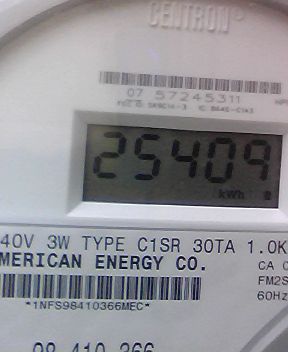 CENTRON®
07 57245311
25409
kWh
40V 3W TYPE C1SR 30TA 1.0K
MERICAN ENERGY CO.
CA
FM2S
60Hz
*1NFS98410366MEC*
98 410 366